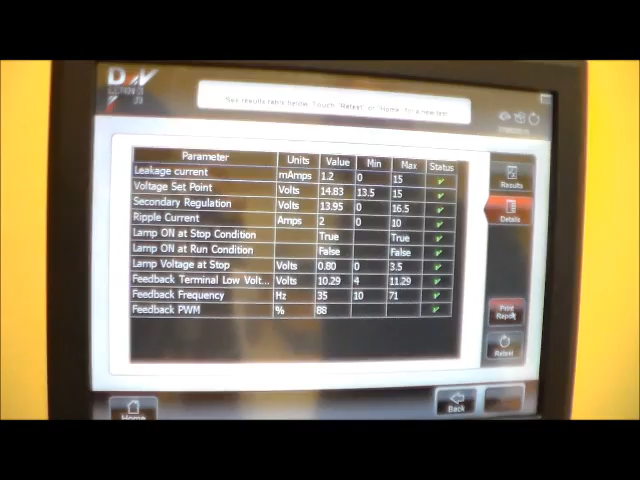 D&V
See results table below. Touch "Retest" or "Home" for a new test.
Parameter Units Value Min Max Status
Leakage current mAmps 1.2 0 15
Voltage Set Point Volts 14.83 13.5 15
Secondary Regulation Volts 13.95 0 16.5
Ripple Current Amps 2 0 10
Lamp ON at Stop Condition True True
Lamp ON at Run Condition False False
Lamp Voltage at Stop Volts 0.80 0 3.5
Feedback Terminal Low Volt... Volts 10.29 4 11.29
Feedback Frequency Hz 35 10 71
Feedback PWM % 88
Results
Details
Print Report
Retest
Home
Back